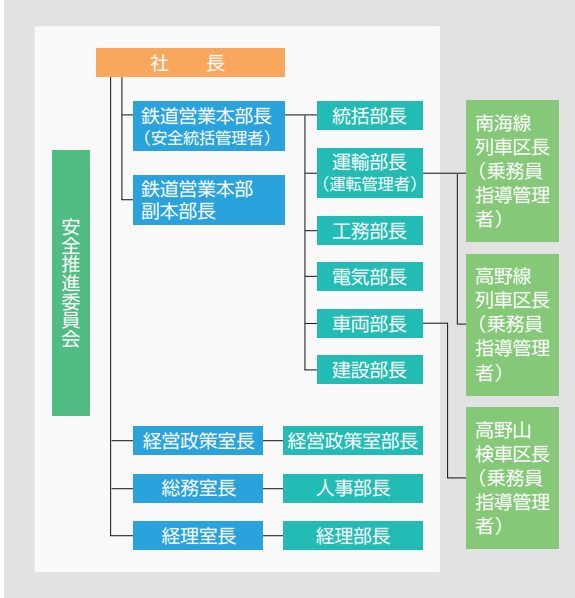 社　長
鉄道営業本部長
（安全統括管理者）
鉄道営業本部
副本部長
統括部長
運輸部長
（運転管理者）
工務部長
電気部長
車両部長
建設部長
南海線
列車区長
（乗務員
指導管理
者）
高野線
列車区長
（乗務員
指導管理
者）
高野山
検車区長
（乗務員
指導管理
者）
安全推進委員会
経営政策室長
経営政策室部長
総務室長
人事部長
経理室長
経理部長